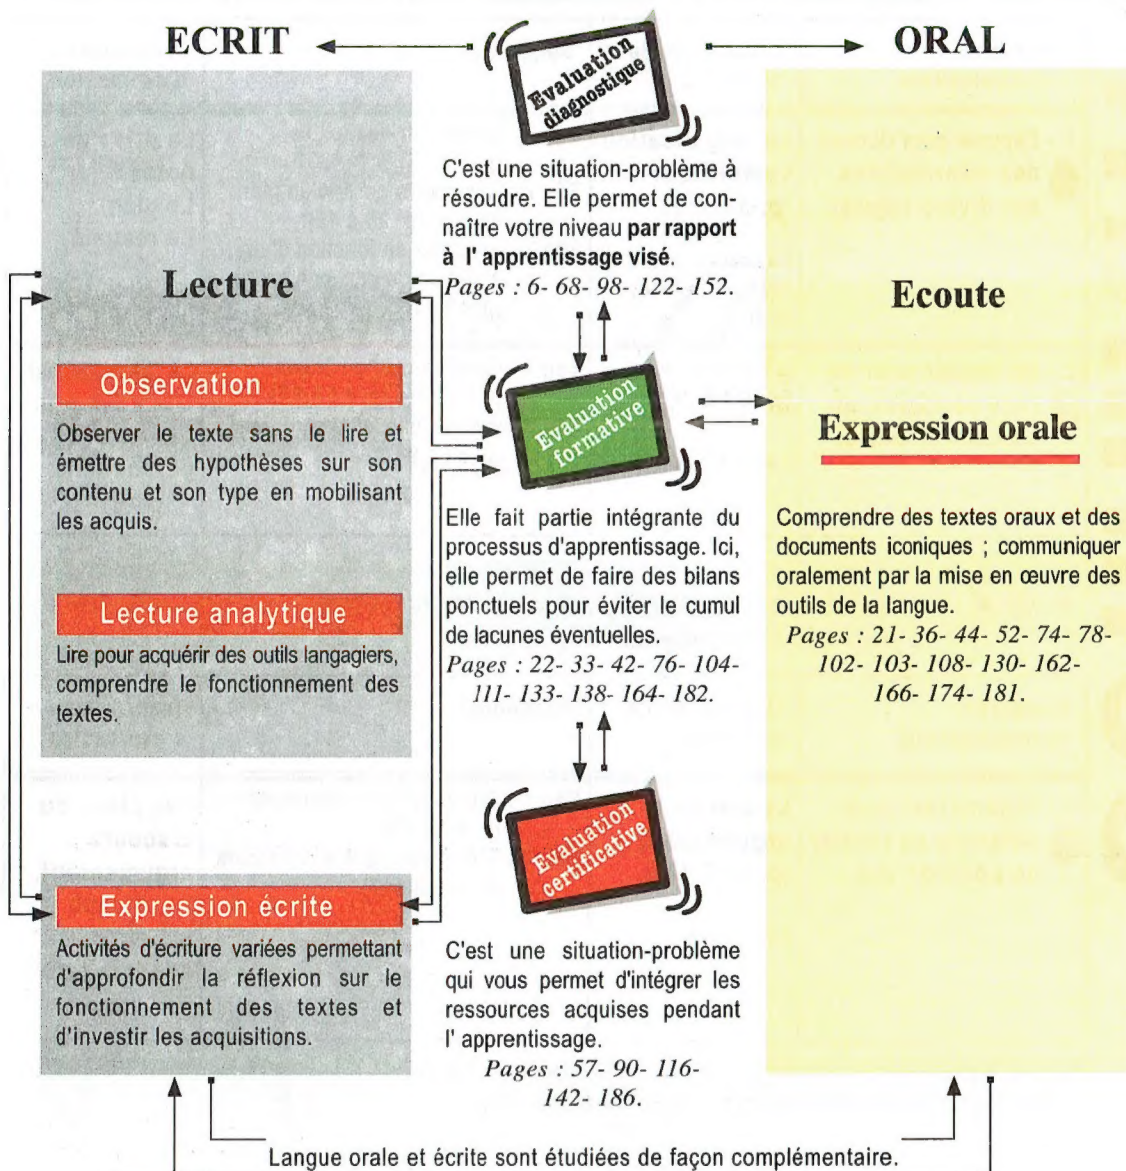 ECRIT
Evaluation
diagnostique
ORAL
C'est une situation-problème à
résoudre. Elle permet de con-
naître votre niveau par rapport
à l' apprentissage visé.
Pages : 6- 68- 98- 122- 152.
Lecture
Observation
Observer le texte sans le lire et
émettre des hypothèses sur son
contenu et son type en mobilisant
les acquis.
Lecture analytique
Lire pour acquérir des outils langagiers,
comprendre le fonctionnement des
textes.
Expression écrite
Activités d'écriture variées permettant
d'approfondir la réflexion sur le
fonctionnement des textes et
d'investir les acquisitions.
Evaluation
formative
Elle fait partie intégrante du
processus d'apprentissage. Ici,
elle permet de faire des bilans
ponctuels pour éviter le cumul
de lacunes éventuelles.
Pages : 22- 33- 42- 76- 104-
111- 133- 138- 164- 182.
Evaluation
certificative
C'est une situation-problème
qui vous permet d'intégrer les
ressources acquises pendant
l' apprentissage.
Pages : 57- 90- 116-
142- 186.
Ecoute
Expression orale
Comprendre des textes oraux et des
documents iconiques ; communiquer
oralement par la mise en œuvre des
outils de la langue.
Pages : 21- 36- 44- 52- 74- 78-
102- 103- 108- 130- 162-
166- 174- 181.
Langue orale et écrite sont étudiées de façon complémentaire.